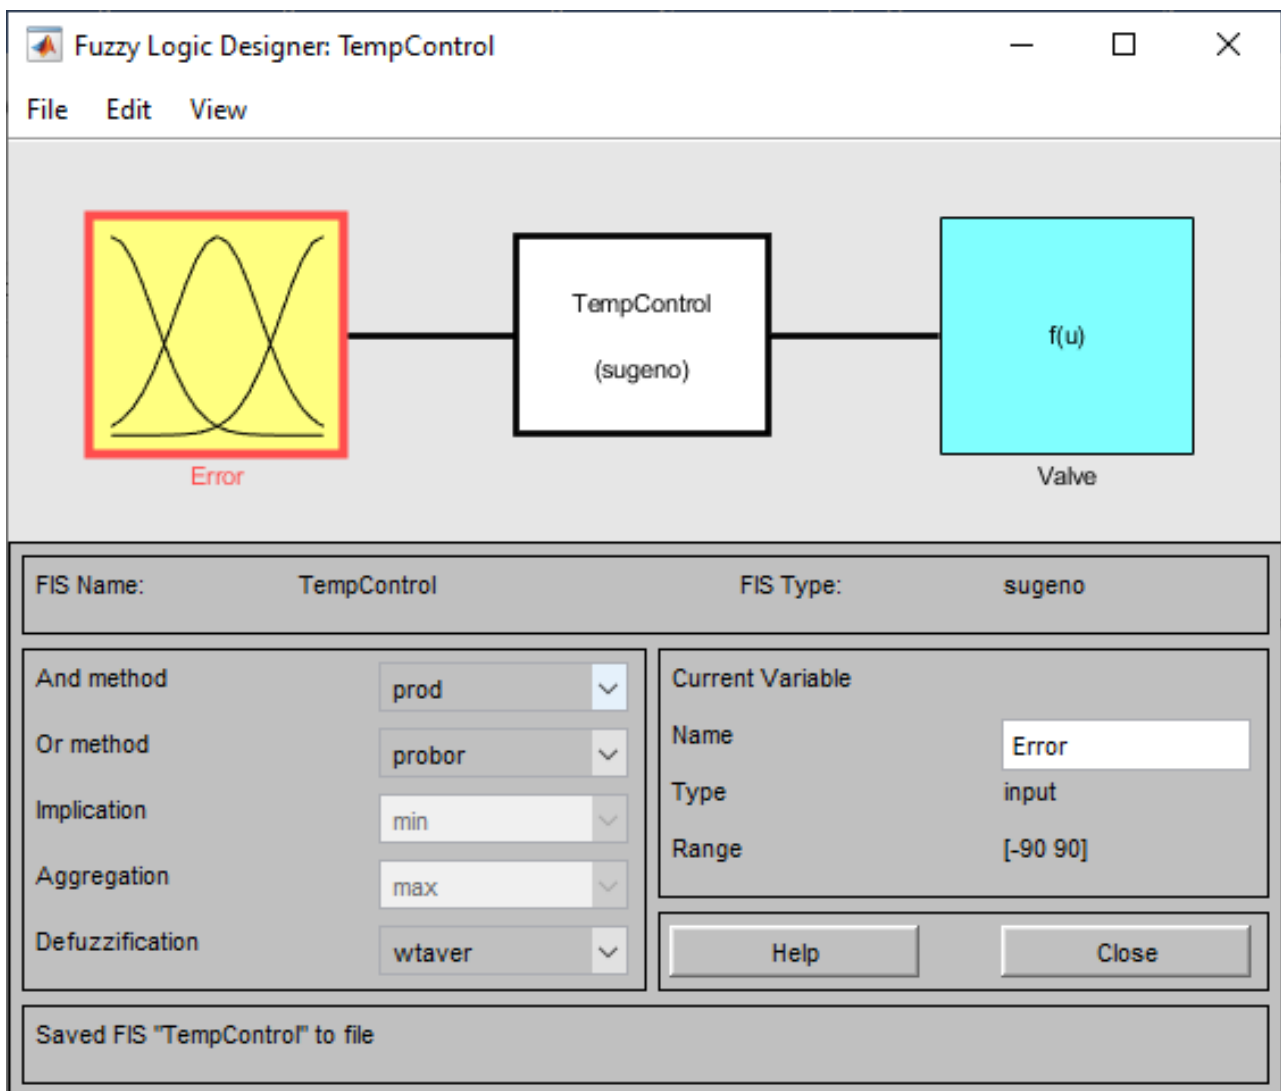 Fuzzy Logic Designer: TempControl
File Edit View
TempControl
(sugeno)
f(u)
Error
Valve
FIS Name: TempControl FIS Type: sugeno
And method prod
Or method probor
Implication min
Aggregation max
Defuzzification wtaver
Current Variable
Name Error
Type input
Range [-90 90]
Help Close
Saved FIS "TempControl" to file